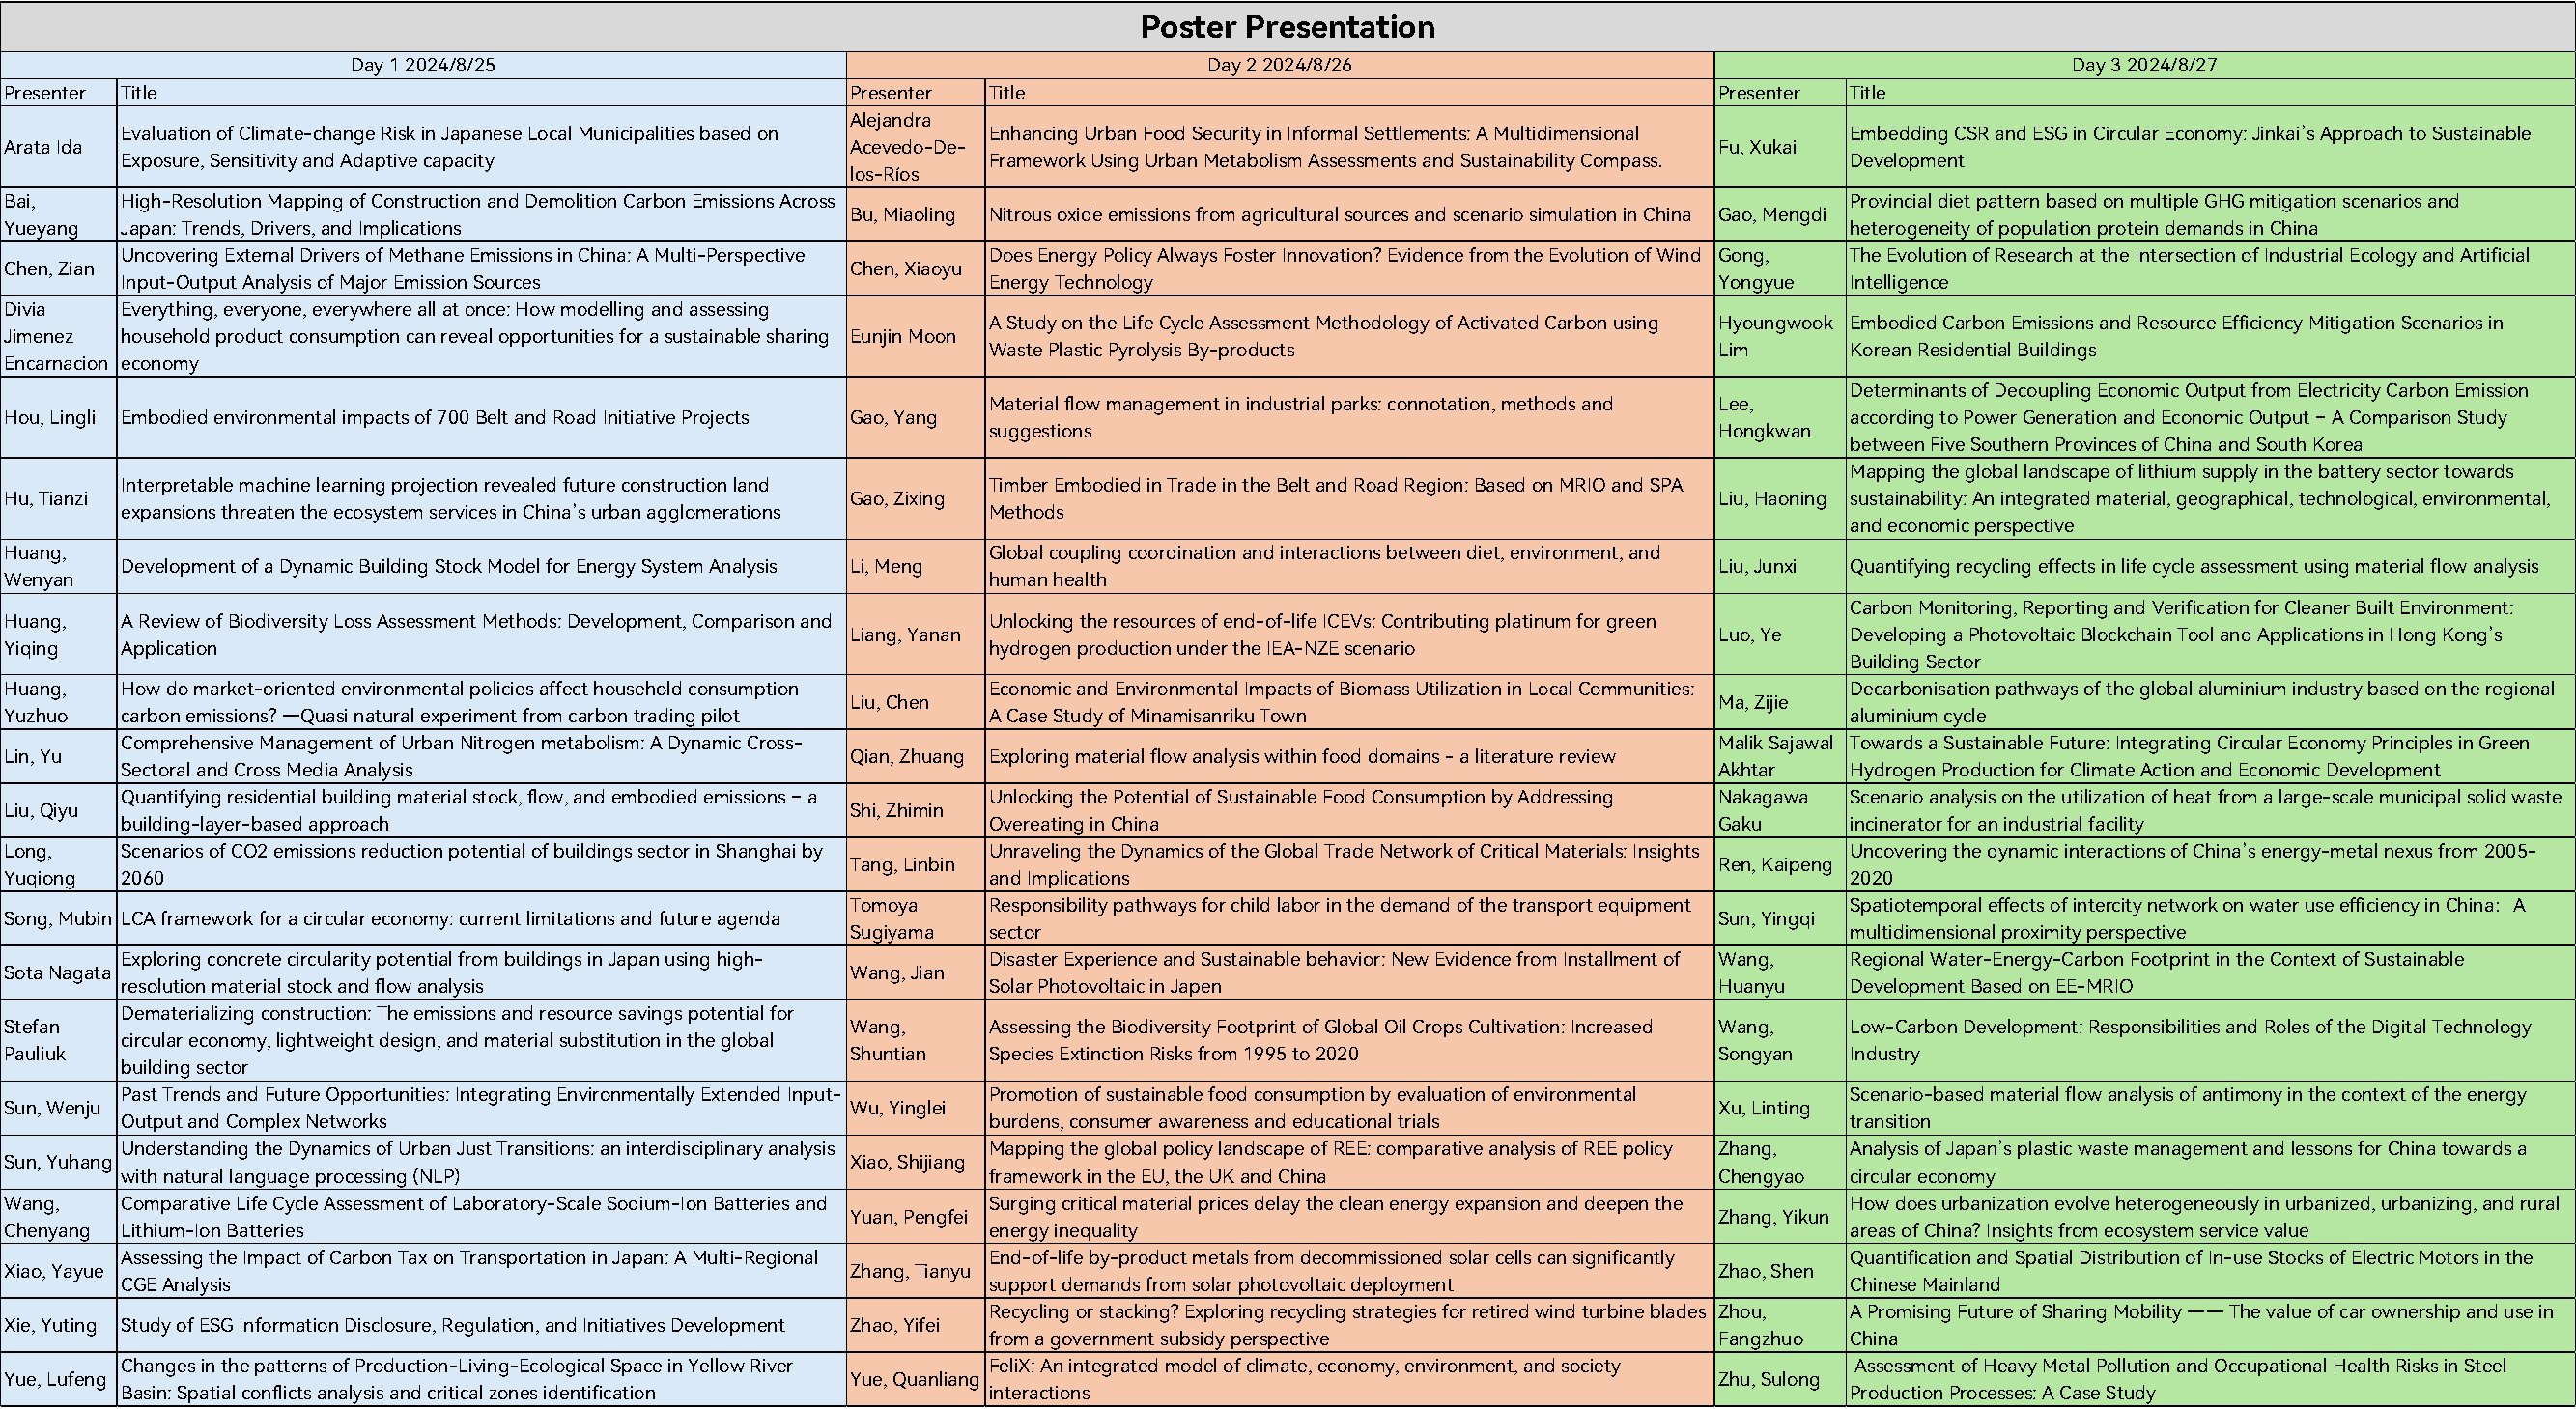 Poster Presentation
Day 1 2024/8/25
Day 2 2024/8/26
Day 3 2024/8/27
Presenter
Title
Presenter
Title
Presenter
Title
Arata Ida
Evaluation of Climate-change Risk in Japanese Local Municipalities based on
Exposure, Sensitivity and Adaptive capacity
Alejandra
Acevedo-De-
los-Ríos
Enhancing Urban Food Security in Informal Settlements: A Multidimensional
Framework Using Urban Metabolism Assessments and Sustainability Compass.
Fu, Xukai
Embedding CSR and ESG in Circular Economy: Jinkai's Approach to Sustainable
Development
Bai,
Yueyang
High-Resolution Mapping of Construction and Demolition Carbon Emissions Across
Japan: Trends, Drivers, and Implications
Bu, Miaoling
Nitrous oxide emissions from agricultural sources and scenario simulation in China
Gao, Mengdi
Provincial diet pattern based on multiple GHG mitigation scenarios and
heterogeneity of population protein demands in China
Chen, Zian
Uncovering External Drivers of Methane Emissions in China: A Multi-Perspective
Input-Output Analysis of Major Emission Sources
Chen, Xiaoyu
Does Energy Policy Always Foster Innovation? Evidence from the Evolution of Wind
Energy Technology
Gong,
Yongyue
The Evolution of Research at the Intersection of Industrial Ecology and Artificial
Intelligence
Divia
Jimenez
Encarnacion
Everything, everyone, everywhere all at once: How modelling and assessing
household product consumption can reveal opportunities for a sustainable sharing
economy
Eunjin Moon
A Study on the Life Cycle Assessment Methodology of Activated Carbon using
Waste Plastic Pyrolysis By-products
Hyoungwook
Lim
Embodied Carbon Emissions and Resource Efficiency Mitigation Scenarios in
Korean Residential Buildings
Hou, Lingli
Embodied environmental impacts of 700 Belt and Road Initiative Projects
Gao, Yang
Material flow management in industrial parks: connotation, methods and
suggestions
Lee,
Hongkwan
Determinants of Decoupling Economic Output from Electricity Carbon Emission
according to Power Generation and Economic Output – A Comparison Study
between Five Southern Provinces of China and South Korea
Hu, Tianzi
Interpretable machine learning projection revealed future construction land
expansions threaten the ecosystem services in China's urban agglomerations
Gao, Zixing
Timber Embodied in Trade in the Belt and Road Region: Based on MRIO and SPA
Methods
Liu, Haoning
Mapping the global landscape of lithium supply in the battery sector towards
sustainability: An integrated material, geographical, technological, environmental,
and economic perspective
Huang,
Wenyan
Development of a Dynamic Building Stock Model for Energy System Analysis
Li, Meng
Global coupling coordination and interactions between diet, environment, and
human health
Liu, Junxi
Quantifying recycling effects in life cycle assessment using material flow analysis
Huang,
Yiqing
A Review of Biodiversity Loss Assessment Methods: Development, Comparison and
Application
Liang, Yanan
Unlocking the resources of end-of-life ICEVs: Contributing platinum for green
hydrogen production under the IEA-NZE scenario
Luo, Ye
Carbon Monitoring, Reporting and Verification for Cleaner Built Environment:
Developing a Photovoltaic Blockchain Tool and Applications in Hong Kong's
Building Sector
Huang,
Yuzhuo
How do market-oriented environmental policies affect household consumption
carbon emissions? —Quasi natural experiment from carbon trading pilot
Liu, Chen
Economic and Environmental Impacts of Biomass Utilization in Local Communities:
A Case Study of Minamisanriku Town
Ma, Zijie
Decarbonisation pathways of the global aluminium industry based on the regional
aluminium cycle
Lin, Yu
Comprehensive Management of Urban Nitrogen metabolism: A Dynamic Cross-
Sectoral and Cross Media Analysis
Qian, Zhuang
Exploring material flow analysis within food domains - a literature review
Malik Sajawal
Akhtar
Towards a Sustainable Future: Integrating Circular Economy Principles in Green
Hydrogen Production for Climate Action and Economic Development
Liu, Qiyu
Quantifying residential building material stock, flow, and embodied emissions – a
building-layer-based approach
Shi, Zhimin
Unlocking the Potential of Sustainable Food Consumption by Addressing
Overeating in China
Nakagawa
Gaku
Scenario analysis on the utilization of heat from a large-scale municipal solid waste
incinerator for an industrial facility
Long,
Yuqiong
Scenarios of CO2 emissions reduction potential of buildings sector in Shanghai by
2060
Tang, Linbin
Unraveling the Dynamics of the Global Trade Network of Critical Materials: Insights
and Implications
Ren, Kaipeng
Uncovering the dynamic interactions of China's energy-metal nexus from 2005-
2020
Song, Mubin
LCA framework for a circular economy: current limitations and future agenda
Tomoya
Sugiyama
Responsibility pathways for child labor in the demand of the transport equipment
sector
Sun, Yingqi
Spatiotemporal effects of intercity network on water use efficiency in China: A
multidimensional proximity perspective
Sota Nagata
Exploring concrete circularity potential from buildings in Japan using high-
resolution material stock and flow analysis
Wang, Jian
Disaster Experience and Sustainable behavior: New Evidence from Installment of
Solar Photovoltaic in Japen
Wang,
Huanyu
Regional Water-Energy-Carbon Footprint in the Context of Sustainable
Development Based on EE-MRIO
Stefan
Pauliuk
Dematerializing construction: The emissions and resource savings potential for
circular economy, lightweight design, and material substitution in the global
building sector
Wang,
Shuntian
Assessing the Biodiversity Footprint of Global Oil Crops Cultivation: Increased
Species Extinction Risks from 1995 to 2020
Wang,
Songyan
Low-Carbon Development: Responsibilities and Roles of the Digital Technology
Industry
Sun, Wenju
Past Trends and Future Opportunities: Integrating Environmentally Extended Input-
Output and Complex Networks
Wu, Yinglei
Promotion of sustainable food consumption by evaluation of environmental
burdens, consumer awareness and educational trials
Xu, Linting
Scenario-based material flow analysis of antimony in the context of the energy
transition
Sun, Yuhang
Understanding the Dynamics of Urban Just Transitions: an interdisciplinary analysis
with natural language processing (NLP)
Xiao, Shijiang
Mapping the global policy landscape of REE: comparative analysis of REE policy
framework in the EU, the UK and China
Zhang,
Chengyao
Analysis of Japan's plastic waste management and lessons for China towards a
circular economy
Wang,
Chenyang
Comparative Life Cycle Assessment of Laboratory-Scale Sodium-Ion Batteries and
Lithium-Ion Batteries
Yuan, Pengfei
Surging critical material prices delay the clean energy expansion and deepen the
energy inequality
Zhang, Yikun
How does urbanization evolve heterogeneously in urbanized, urbanizing, and rural
areas of China? Insights from ecosystem service value
Xiao, Yayue
Assessing the Impact of Carbon Tax on Transportation in Japan: A Multi-Regional
CGE Analysis
Zhang, Tianyu
End-of-life by-product metals from decommissioned solar cells can significantly
support demands from solar photovoltaic deployment
Zhao, Shen
Quantification and Spatial Distribution of In-use Stocks of Electric Motors in the
Chinese Mainland
Xie, Yuting
Study of ESG Information Disclosure, Regulation, and Initiatives Development
Zhao, Yifei
Recycling or stacking? Exploring recycling strategies for retired wind turbine blades
from a government subsidy perspective
Zhou,
Fangzhuo
A Promising Future of Sharing Mobility —— The value of car ownership and use in
China
Yue, Lufeng
Changes in the patterns of Production-Living-Ecological Space in Yellow River
Basin: Spatial conflicts analysis and critical zones identification
Yue, Quanliang
FeliX: An integrated model of climate, economy, environment, and society
interactions
Zhu, Sulong
Assessment of Heavy Metal Pollution and Occupational Health Risks in Steel
Production Processes: A Case Study